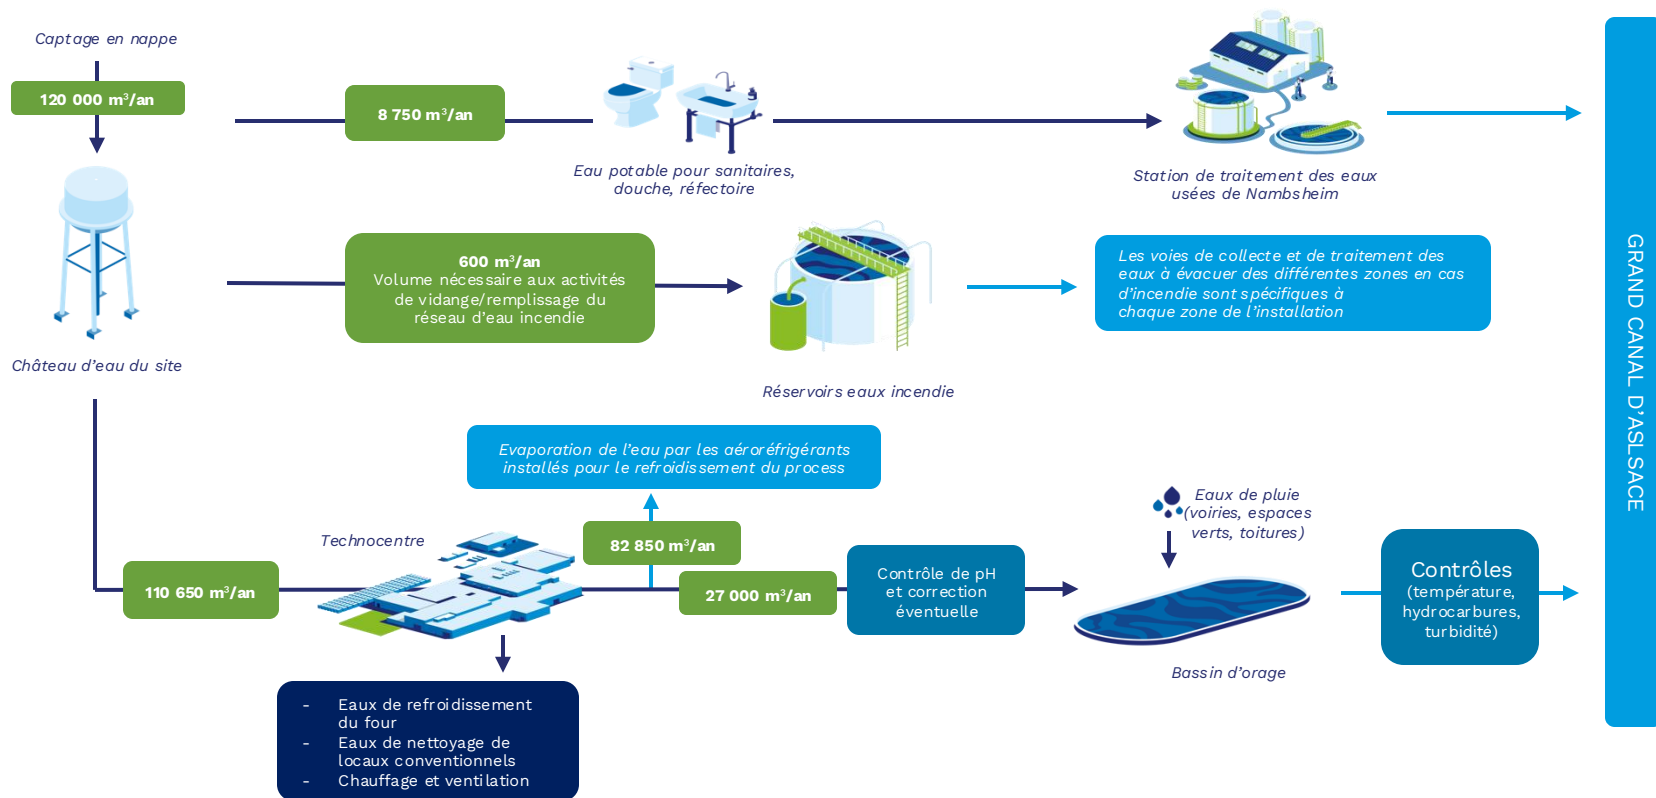 Captage en nappe
120 000 m³/an
8 750 m³/an
Eau potable pour sanitaires,
douche, réfectoire
Station de traitement des eaux
usées de Nambsheim
Château d'eau du site
600 m³/an
Volume nécessaire aux activités
de vidange/remplissage du
réseau d'eau incendie
Réservoirs eaux incendie
Les voies de collecte et de traitement des
eaux à évacuer des différentes zones en cas
d'incendie sont spécifiques à
chaque zone de l'installation
GRAND CANAL D'ASLSACE
Evaporation de l'eau par les aéroréfrigérants
installés pour le refroidissement du process
Technocentre
110 650 m³/an
82 850 m³/an
27 000 m³/an
Contrôle de pH
et correction
éventuelle
Eaux de pluie
(voiries, espaces
verts, toitures)
Bassin d'orage
Contrôles
(température,
hydrocarbures,
turbidité)
- Eaux de refroidissement
du four
- Eaux de nettoyage de
locaux conventionnels
- Chauffage et ventilation